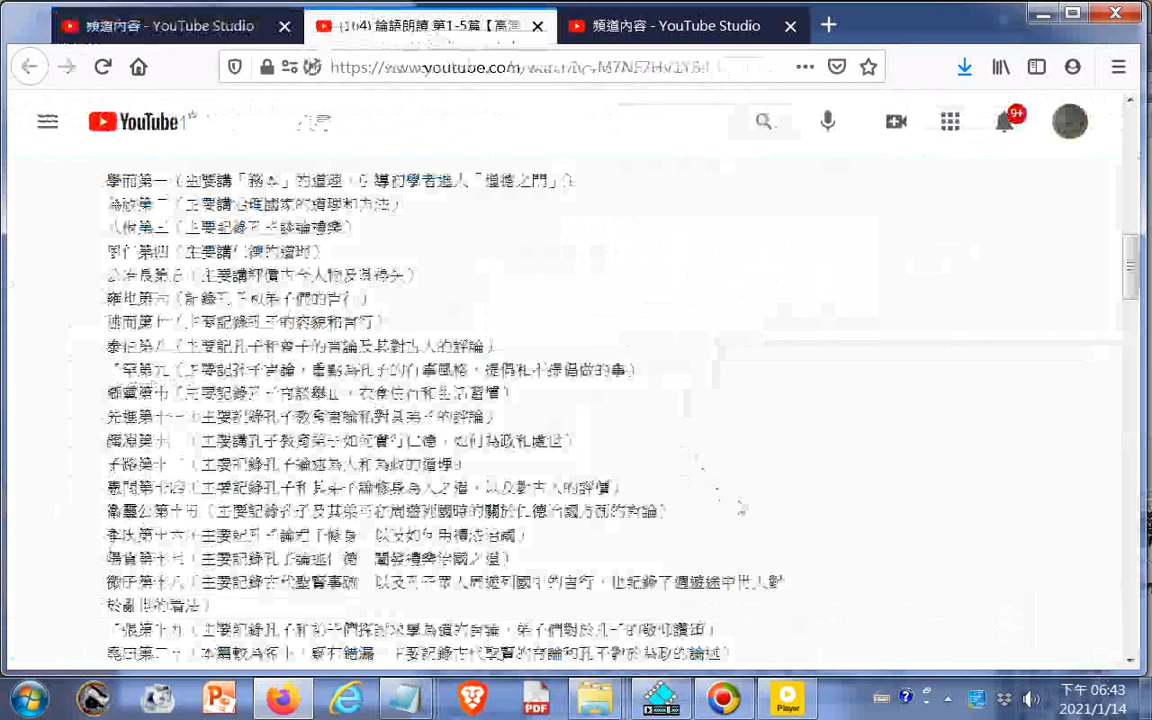 頻道內容 - YouTube Studio
論語朗讀 第1-5篇【高清
頻道內容 - YouTube Studio
https://www.youtube.com
YouTube
9+
學而第一（主要講「務本」的道理，引導初學者進入「道德之門」）
為政第二（主要講治理國家的道理和方法）
八佾第三（主要記錄孔子談論禮樂）
里仁第四（主要講仁德的道理）
公冶長第五（主要講評價古今人物及其得失）
雍也第六（記錄孔子和弟子們的言行）
述而第七（主要記錄孔子的容貌和言行）
泰伯第八（主要記孔子和曾子的言論及其對古人的評論）
子罕第九（主要記孔子言論，重點為孔子的行事風格，提倡和不提倡做的事）
鄉黨第十（主要記錄孔子言談舉止，衣食住行和生活習慣）
先進第十一（主要記錄孔子教育言論和對其弟子的評論）
顏淵第十二（主要講孔子教育弟子如何實行仁德，如何為政和處世）
子路第十三（主要記錄孔子論述為人和為政的道理）
憲問第十四（主要記錄孔子和其弟子論修身為人之道，以及對古人的評價）
衛靈公第十五（主要記錄孔子及其弟子在周遊列國時的關於仁德治國方面的言論）
季氏第十六（主要記孔子論君子修身，以及如何用禮法治國）
陽貨第十七（主要記錄孔子論述仁德，闡發禮樂治國之道）
微子第十八（主要記錄古代聖賢事蹟，以及孔子眾人周遊列國中的言行，也記錄了週遊途中世人對
於亂世的看法）
子張第十九（主要記錄孔子和弟子們探討求學為道的言論，弟子們對於孔子的敬仰讚頌）
堯曰第二十（本篇較為短小，疑有錯漏，主要記錄古代聖賢的言論和孔子對於為政的論述）
PDF
Player
下午 06:43
2021/1/14